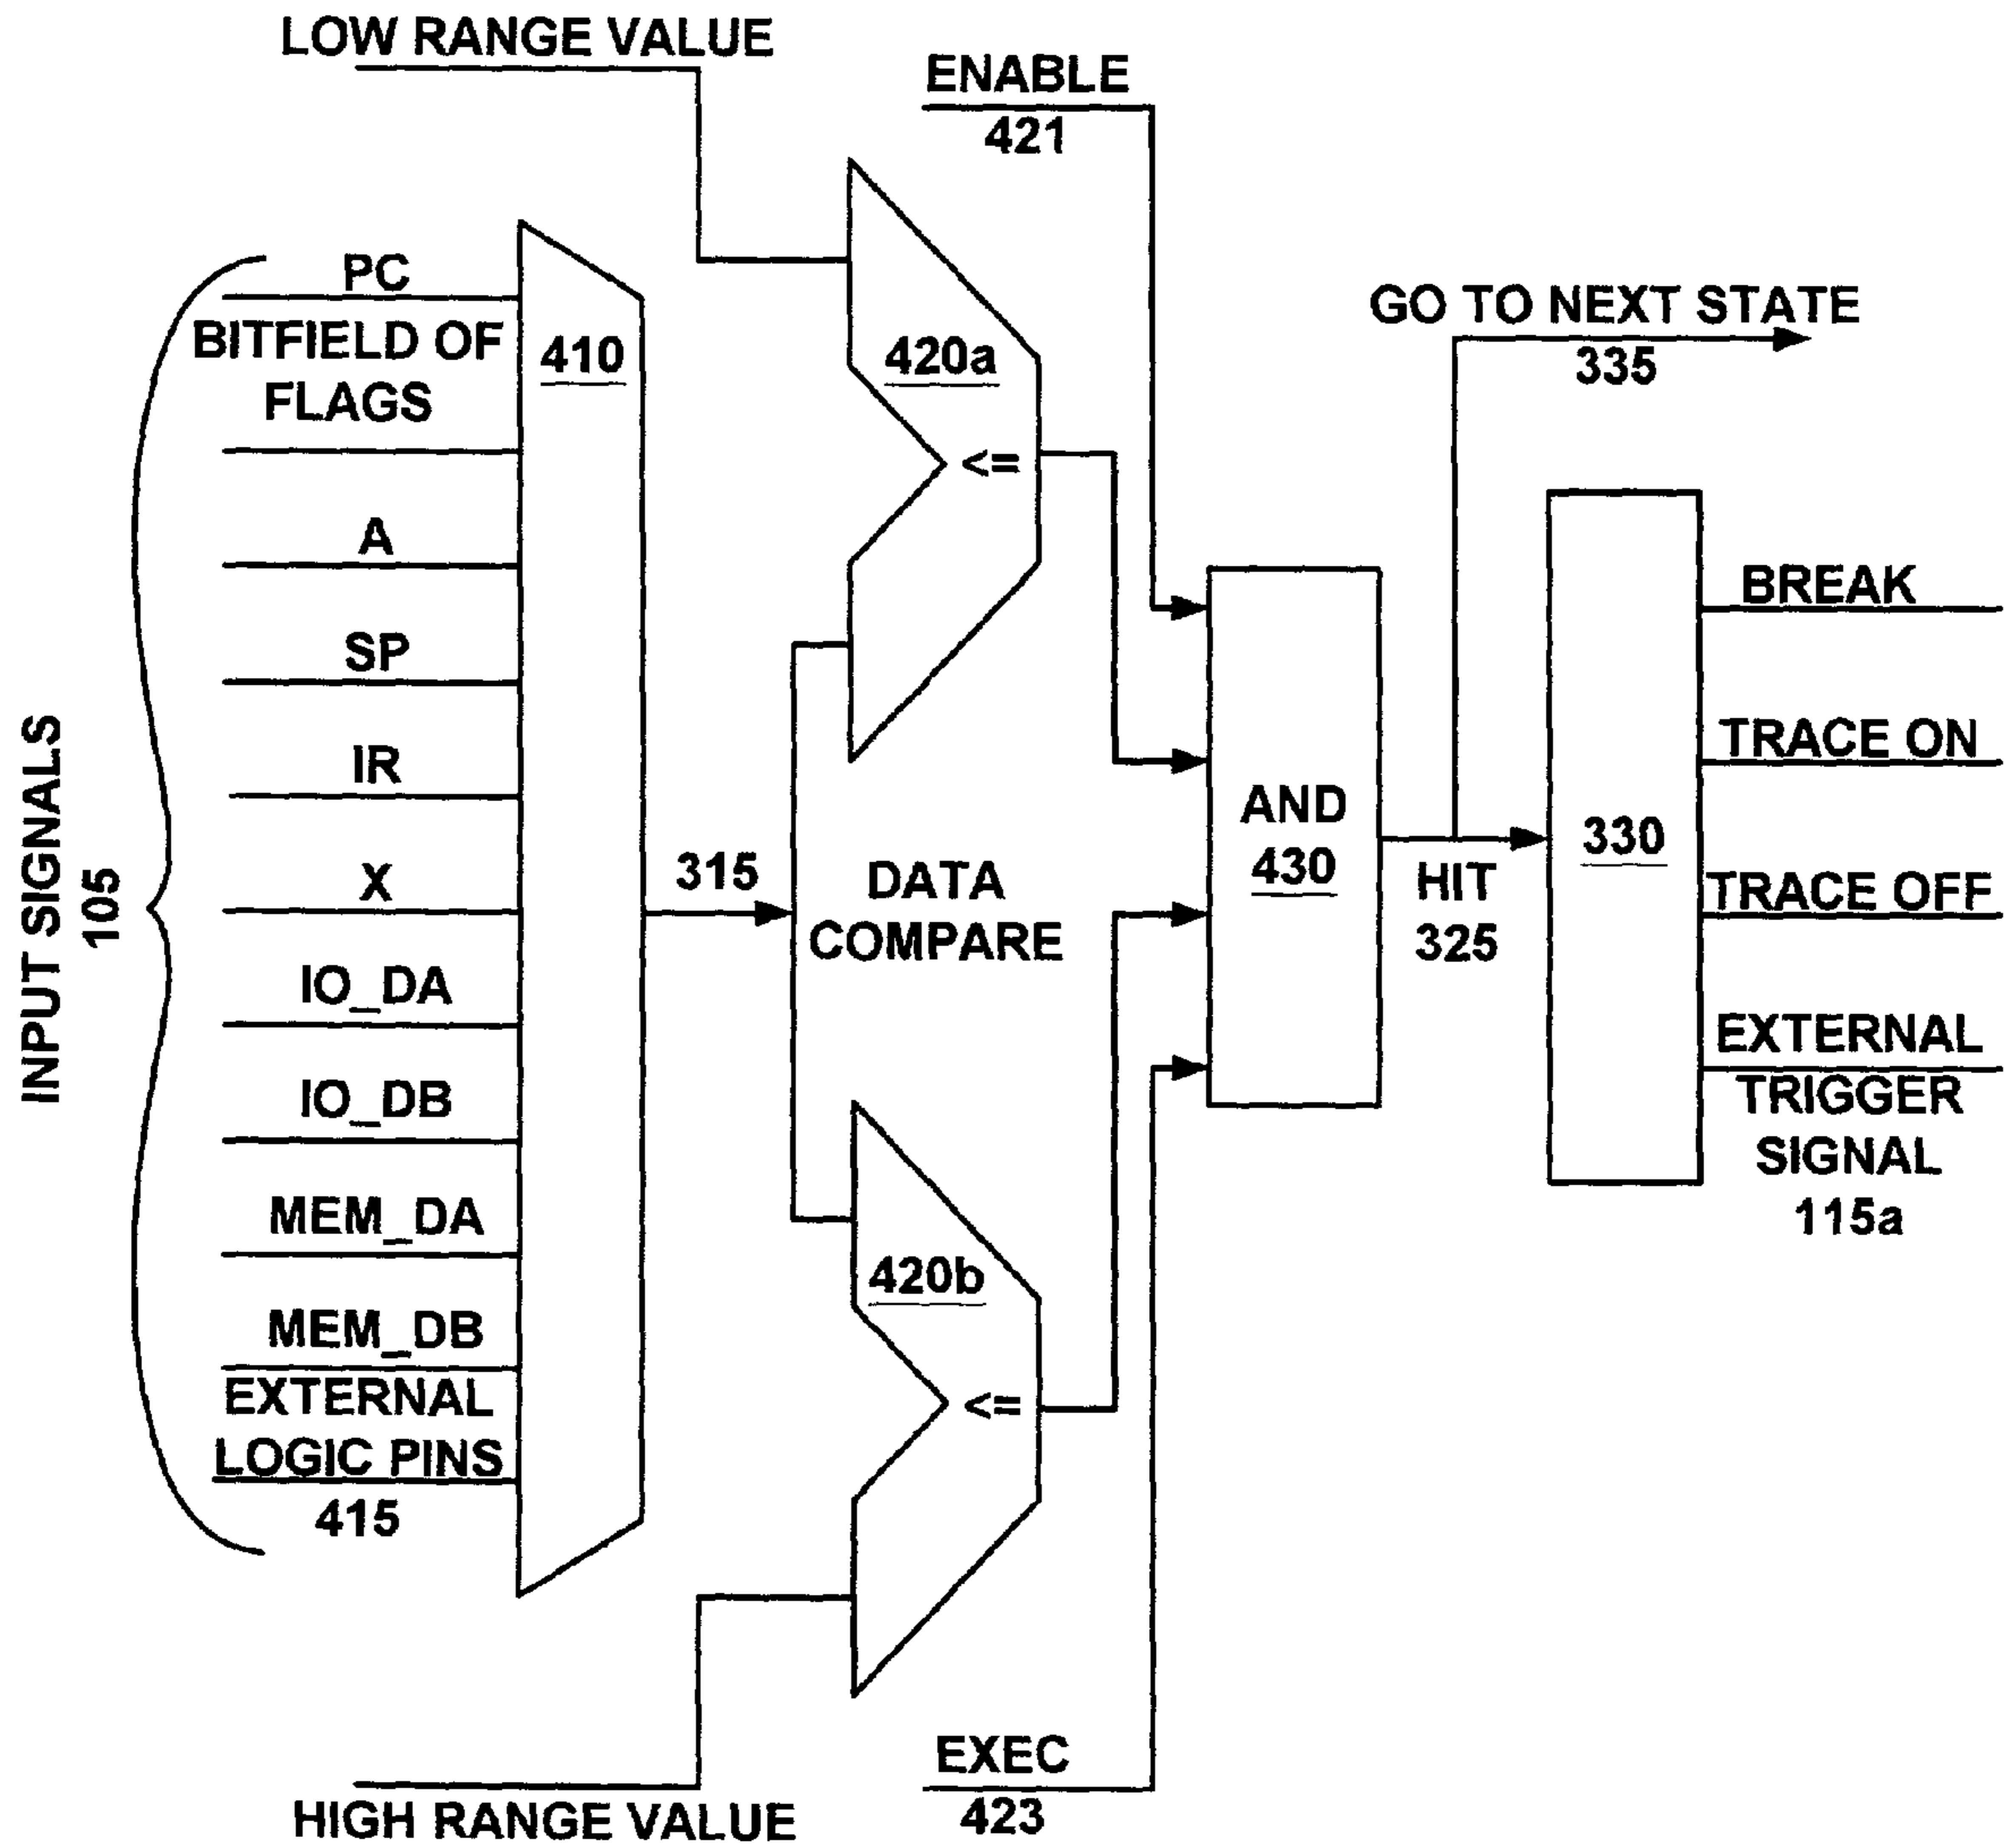 LOW RANGE VALUE
ENABLE
421
PC
BITFIELD OF
FLAGS
A
SP
IR
X
IO_DA
IO_DB
MEM_DA
MEM_DB
EXTERNAL
LOGIC PINS
415
INPUT SIGNALS
105
410
315
420a
<=
DATA
COMPARE
420b
<=
HIGH RANGE VALUE
EXEC
423
AND
430
GO TO NEXT STATE
335
HIT
325
330
BREAK
TRACE ON
TRACE OFF
EXTERNAL
TRIGGER
SIGNAL
115a